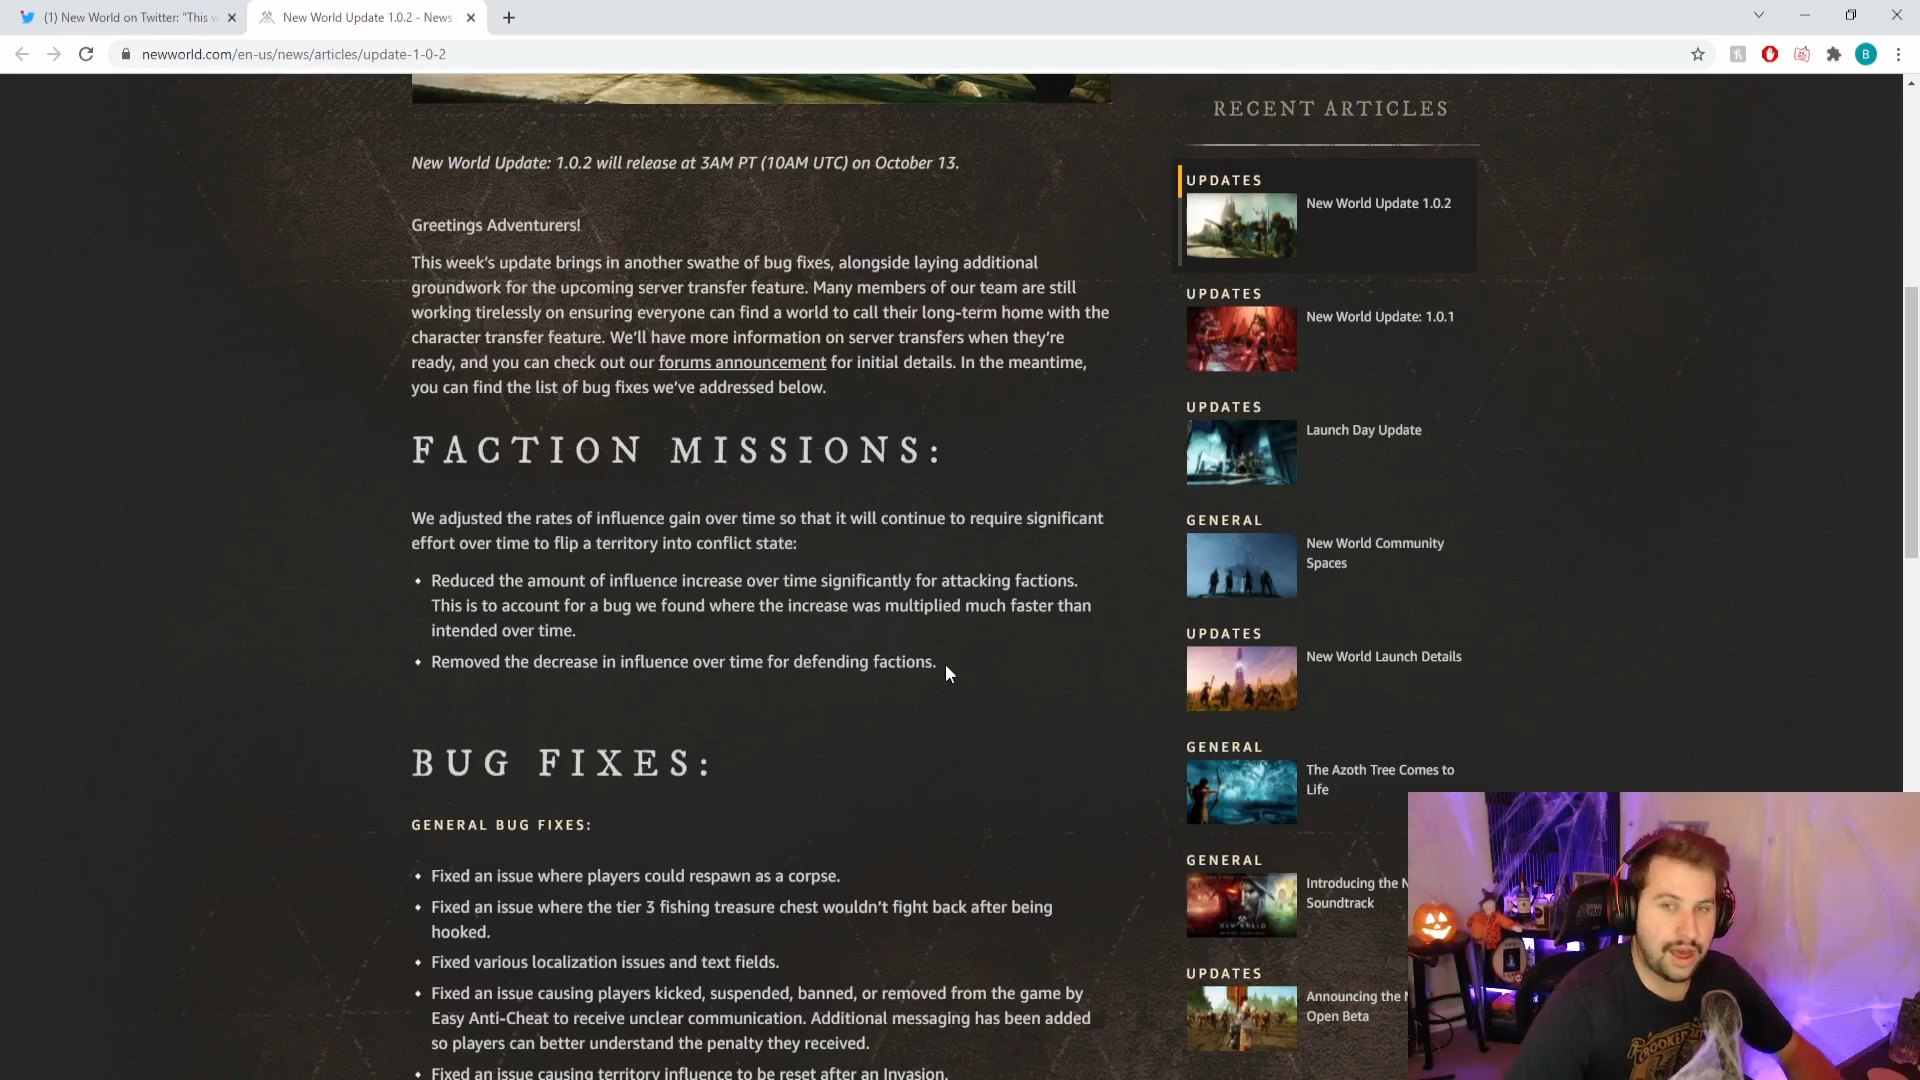 (1) New World on Twitter: "This w
New World Update 1.0.2 - News
newworld.com/en-us/news/articles/update-1-0-2
B
RECENT ARTICLES
New World Update: 1.0.2 will release at 3AM PT (10AM UTC) on October 13.
Greetings Adventurers!
This week's update brings in another swathe of bug fixes, alongside laying additional
groundwork for the upcoming server transfer feature. Many members of our team are still
working tirelessly on ensuring everyone can find a world to call their long-term home with the
character transfer feature. We'll have more information on server transfers when they're
ready, and you can check out our forums announcement for initial details. In the meantime,
you can find the list of bug fixes we've addressed below.
FACTION MISSIONS:
We adjusted the rates of influence gain over time so that it will continue to require significant
effort over time to flip a territory into conflict state:
• Reduced the amount of influence increase over time significantly for attacking factions.
This is to account for a bug we found where the increase was multiplied much faster than
intended over time.
• Removed the decrease in influence over time for defending factions.
BUG FIXES:
GENERAL BUG FIXES:
• Fixed an issue where players could respawn as a corpse.
• Fixed an issue where the tier 3 fishing treasure chest wouldn't fight back after being
hooked.
• Fixed various localization issues and text fields.
• Fixed an issue causing players kicked, suspended, banned, or removed from the game by
Easy Anti-Cheat to receive unclear communication. Additional messaging has been added
so players can better understand the penalty they received.
• Fixed an issue causing territory influence to be reset after an Invasion.
UPDATES
New World Update 1.0.2
UPDATES
New World Update: 1.0.1
UPDATES
Launch Day Update
GENERAL
New World Community
Spaces
UPDATES
New World Launch Details
GENERAL
The Azoth Tree Comes to
Life
GENERAL
Introducing the N
Soundtrack
NEW WORLD
UPDATES
Announcing the N
Open Beta